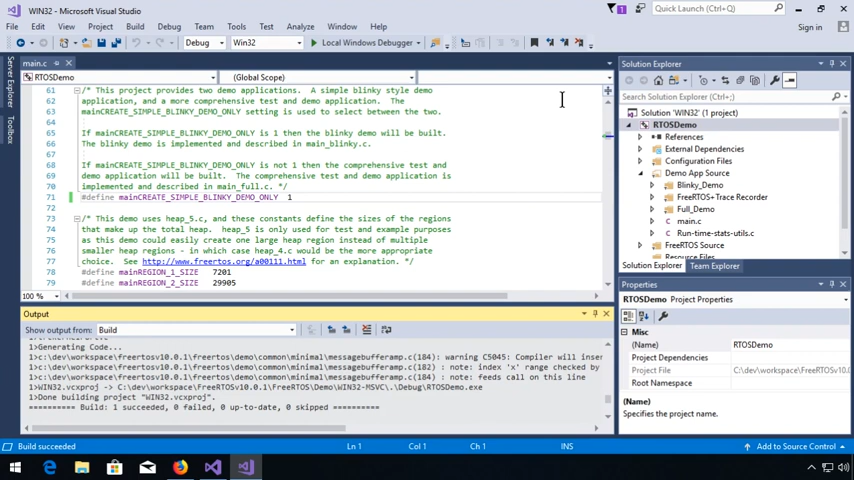 WIN32 - Microsoft Visual Studio
1
Quick Launch (Ctrl+Q)
File Edit View Project Build Debug Team Tools Test Analyze Window Help
Sign in
Debug Win32 Local Windows Debugger
Server Explorer
Toolbox
main.c
RTOSDemo (Global Scope)
61 /* This project provides two demo applications. A simple blinky style demo
62 application, and a more comprehensive test and demo application. The
63 mainCREATE_SIMPLE_BLINKY_DEMO_ONLY setting is used to select between the two.
64
65 If mainCREATE_SIMPLE_BLINKY_DEMO_ONLY is 1 then the blinky demo will be built.
66 The blinky demo is implemented and described in main_blinky.c.
67
68 If mainCREATE_SIMPLE_BLINKY_DEMO_ONLY is not 1 then the comprehensive test and
69 demo application will be built. The comprehensive test and demo application is
70 implemented and described in main_full.c. */
71 #define mainCREATE_SIMPLE_BLINKY_DEMO_ONLY 1
72
73 /* This demo uses heap_5.c, and these constants define the sizes of the regions
74 that make up the total heap. heap_5 is only used for test and example purposes
75 as this demo could easily create one large heap region instead of multiple
76 smaller heap regions - in which case heap_4.c would be the more appropriate
77 choice. See http://www.freertos.org/a00111.html for an explanation. */
78 #define mainREGION_1_SIZE 7201
79 #define mainREGION_2_SIZE 29905
100 %
Output
Show output from: Build
1>Generating Code...
1>c:\dev\workspace\freertosv10.0.1\freertos\demo\common\minimal\messagebufferamp.c(184): warning C5045: Compiler will inser
1>c:\dev\workspace\freertosv10.0.1\freertos\demo\common\minimal\messagebufferamp.c(182) : note: index 'x' range checked by
1>c:\dev\workspace\freertosv10.0.1\freertos\demo\common\minimal\messagebufferamp.c(184) : note: feeds call on this line
1>WIN32.vcxproj -> C:\dev\workspace\FreeRTOSv10.0.1\FreeRTOS\Demo\WIN32-MSVC\.\Debug\RTOSDemo.exe
1>Done building project "WIN32.vcxproj".
========== Build: 1 succeeded, 0 failed, 0 up-to-date, 0 skipped ==========
Solution Explorer
Search Solution Explorer (Ctrl+;)
Solution 'WIN32' (1 project)
RTOSDemo
References
External Dependencies
Configuration Files
Demo App Source
Blinky_Demo
FreeRTOS+Trace Recorder
Full_Demo
main.c
Run-time-stats-utils.c
FreeRTOS Source
Resource Files
Solution Explorer Team Explorer
Properties
RTOSDemo Project Properties
Misc
(Name) RTOSDemo
Project Dependencies
Project File C:\dev\workspace\FreeRTOSv10
Root Namespace
(Name)
Specifies the project name.
Build succeeded Ln 1 Col 1 Ch 1 INS Add to Source Control